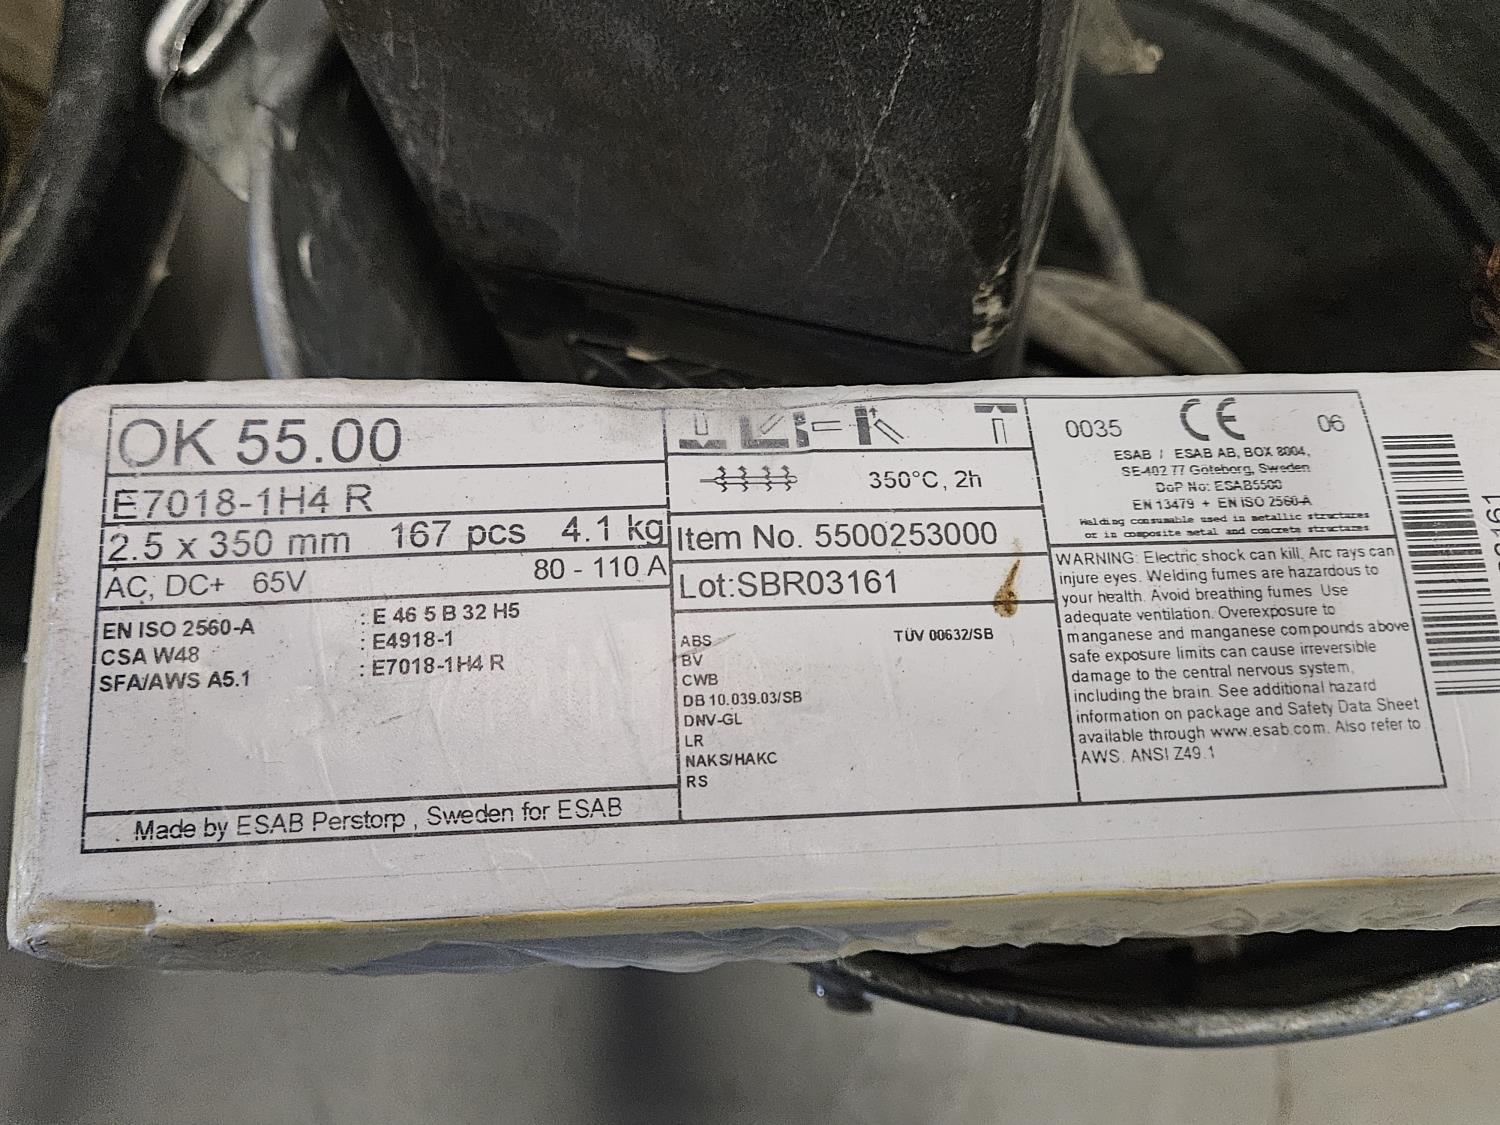 OK 55.00
E7018-1H4 R
2.5 x 350 mm 167 pcs 4.1 kg
AC, DC+ 65V 80 - 110 A
EN ISO 2560-A : E 46 5 B 32 H5
CSA W48 : E4918-1
SFA/AWS A5.1 : E7018-1H4 R
Made by ESAB Perstorp , Sweden for ESAB
350°C, 2h
Item No. 5500253000
Lot:SBR03161
ABS TÜV 00632/SB
BV
CWB
DB 10.039.03/SB
DNV-GL
LR
NAKS/HAKC
RS
0035 CE 06
ESAB / ESAB AB, BOX 8004,
SE-402 77 Göteborg, Sweden
DoP No: ESAB5500
EN 13479 + EN ISO 2560-A
Welding consumable used in metallic structures
or in composite metal and concrete structures
WARNING: Electric shock can kill. Arc rays can
injure eyes. Welding fumes are hazardous to
your health. Avoid breathing fumes. Use
adequate ventilation. Overexposure to
manganese and manganese compounds above
safe exposure limits can cause irreversible
damage to the central nervous system,
including the brain. See additional hazard
information on package and Safety Data Sheet
available through www.esab.com. Also refer to
AWS. ANSI Z49.1